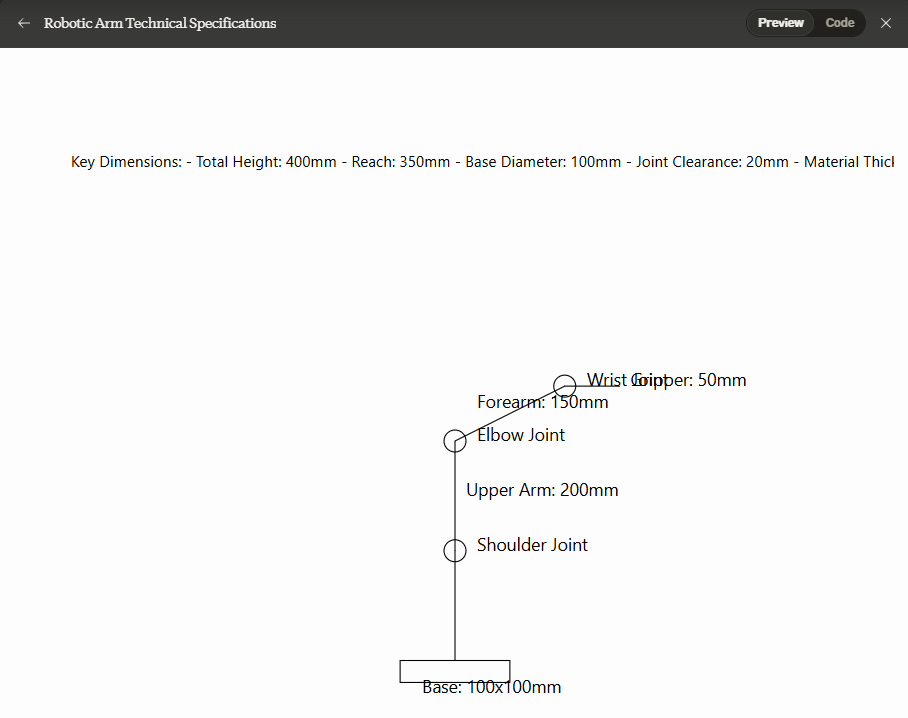 Robotic Arm Technical Specifications
Preview
Code
Key Dimensions: - Total Height: 400mm - Reach: 350mm - Base Diameter: 100mm - Joint Clearance: 20mm - Material
Wrist Joint
Gripper: 50mm
Forearm: 150mm
Elbow Joint
Upper Arm: 200mm
Shoulder Joint
Base: 100x100mm